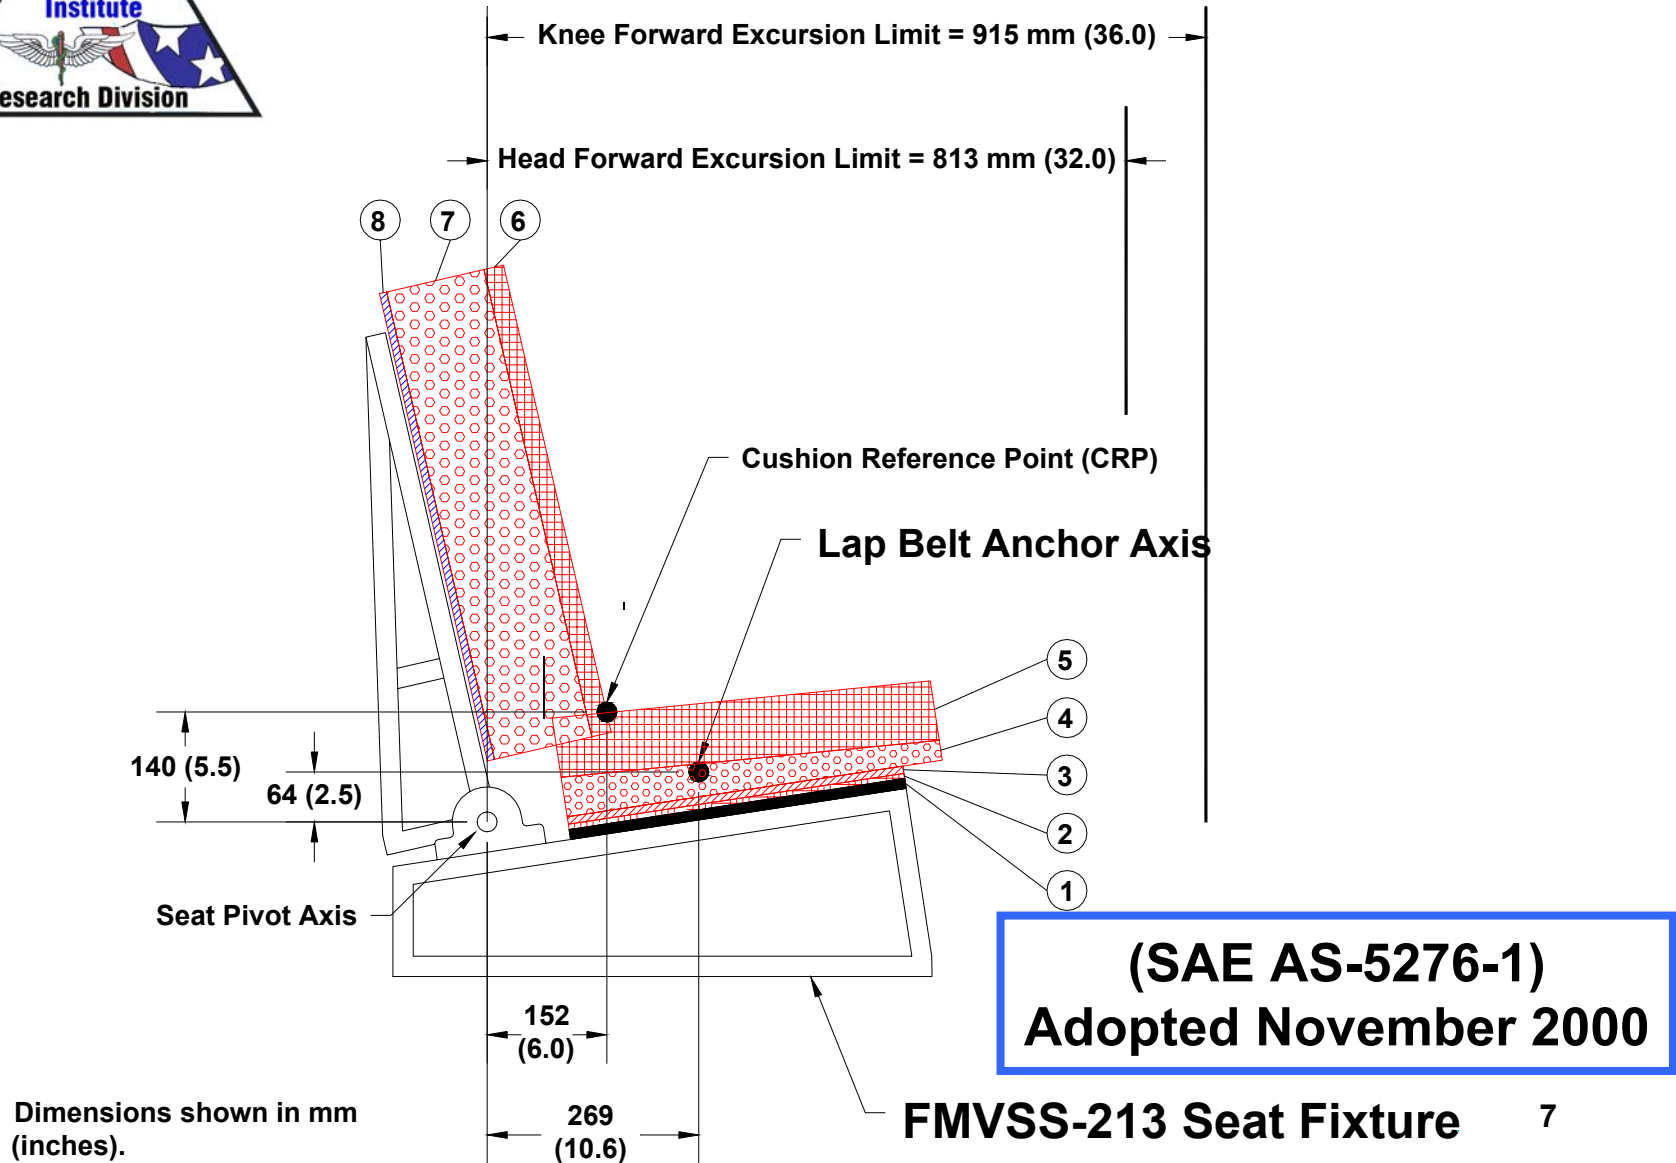 Institute
Research Division
Knee Forward Excursion Limit = 915 mm (36.0)
Head Forward Excursion Limit = 813 mm (32.0)
8
7
6
Cushion Reference Point (CRP)
Lap Belt Anchor Axis
5
4
3
2
1
140 (5.5)
64 (2.5)
Seat Pivot Axis
(SAE AS-5276-1)
Adopted November 2000
152
(6.0)
269
(10.6)
FMVSS-213 Seat Fixture
7
Dimensions shown in mm
(inches).